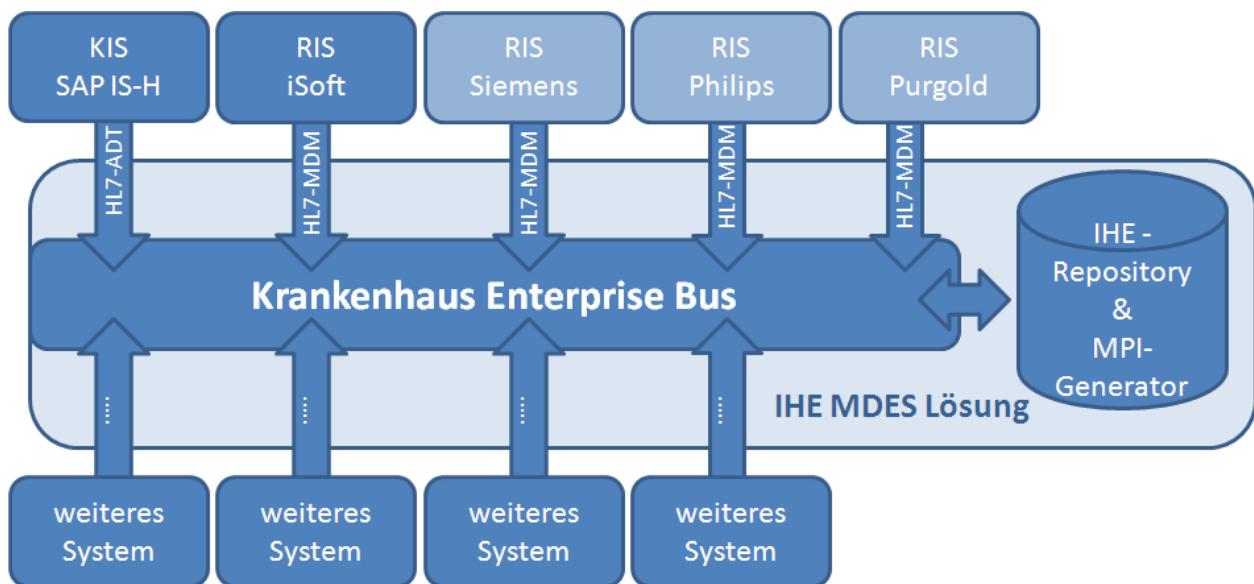 KIS
SAP IS-H
RIS
iSoft
RIS
Siemens
RIS
Philips
RIS
Purgold
HL7-ADT
HL7-MDM
HL7-MDM
HL7-MDM
HL7-MDM
Krankenhaus Enterprise Bus
IHE -
Repository
&
MPI-
Generator
IHE MDES Lösung
.....
.....
.....
.....
weiteres
System
weiteres
System
weiteres
System
weiteres
System